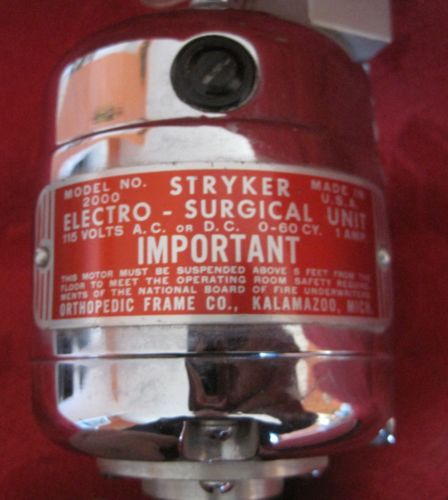 MODEL NO. STRYKER MADE IN
2000 U.S.A.
ELECTRO - SURGICAL UNIT
115 VOLTS A.C. OR D.C. 0-60 CY. 1 AMP
IMPORTANT
THIS MOTOR MUST BE SUSPENDED ABOVE 5 FEET FROM THE
FLOOR TO MEET THE OPERATING ROOM SAFETY REQUIRE-
MENTS OF THE NATIONAL BOARD OF FIRE UNDERWRITERS
ORTHOPEDIC FRAME CO., KALAMAZOO, MICH.